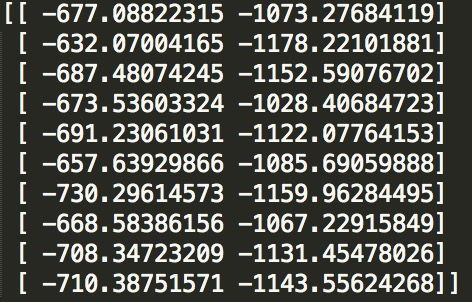 [[ -677.08822315 -1073.27684119]
[ -632.07004165 -1178.22101881]
[ -687.48074245 -1152.59076702]
[ -673.53603324 -1028.40684723]
[ -691.23061031 -1122.07764153]
[ -657.63929866 -1085.69059888]
[ -730.29614573 -1159.96284495]
[ -668.58386156 -1067.22915849]
[ -708.34723209 -1131.45478026]
[ -710.38751571 -1143.55624268]]